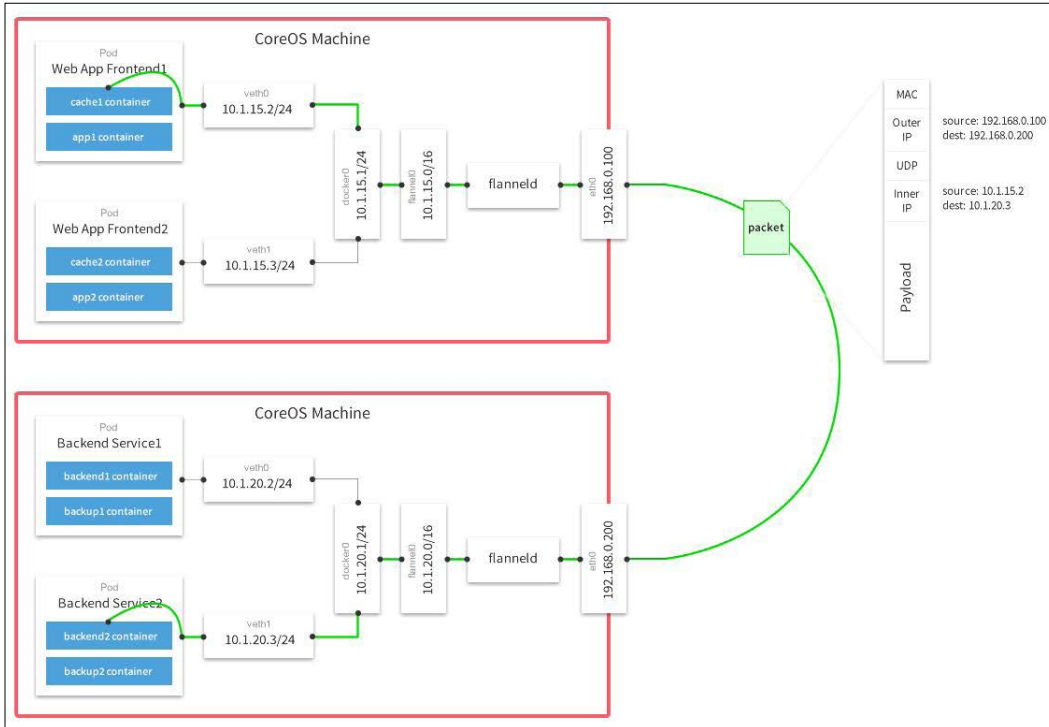 CoreOS Machine
Pod
Web App Frontend1
cache1 container
app1 container
veth0
10.1.15.2/24
docker0
10.1.15.1/24
flannel0
10.1.15.0/16
flanneld
eth0
192.168.0.100
Pod
Web App Frontend2
cache2 container
app2 container
veth1
10.1.15.3/24
packet
MAC
Outer
IP
source: 192.168.0.100
dest: 192.168.0.200
UDP
Inner
IP
source: 10.1.15.2
dest: 10.1.20.3
Payload
CoreOS Machine
Pod
Backend Service1
backend1 container
backup1 container
veth0
10.1.20.2/24
docker0
10.1.20.1/24
flannel0
10.1.20.0/16
flanneld
eth0
192.168.0.200
Pod
Backend Service2
backend2 container
backup2 container
veth1
10.1.20.3/24